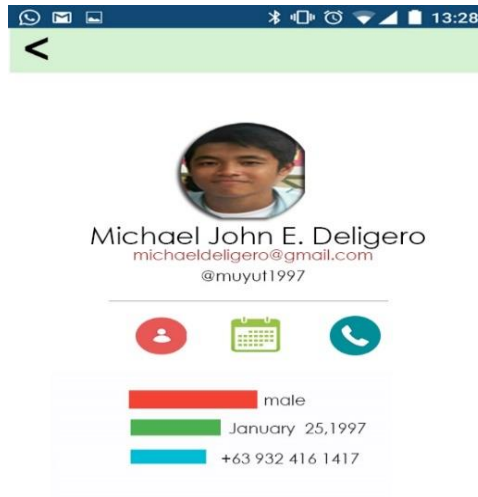 13:28
<
Michael John E. Deligero
michaeldeligero@gmail.com
@muyut1997
male
January 25,1997
+63 932 416 1417